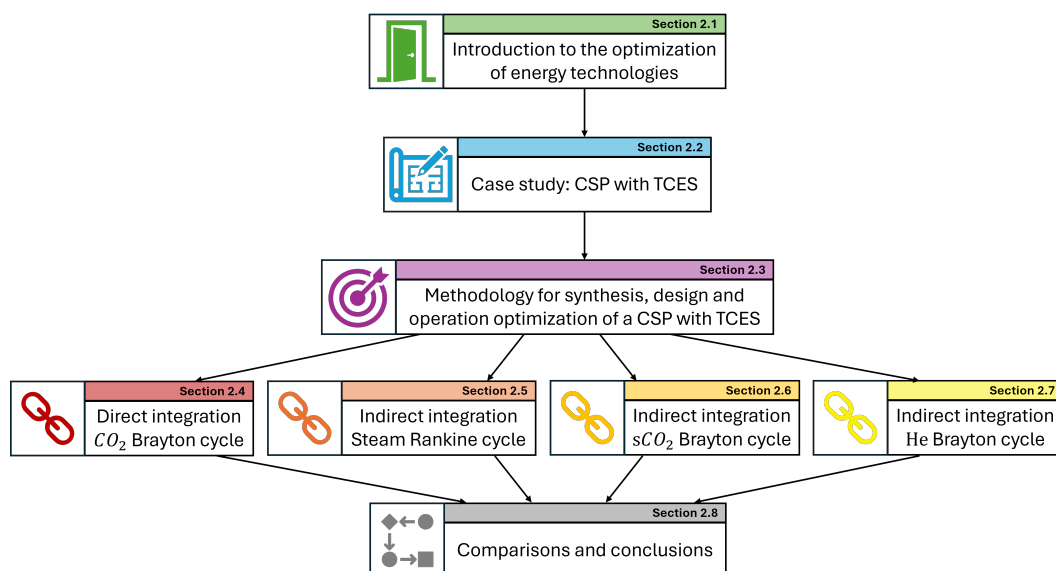 Section 2.1
Introduction to the optimization
of energy technologies
Section 2.2
Case study: CSP with TCES
Section 2.3
Methodology for synthesis, design and
operation optimization of a CSP with TCES
Section 2.4
Direct integration
CO₂ Brayton cycle
Section 2.5
Indirect integration
Steam Rankine cycle
Section 2.6
Indirect integration
sCO₂ Brayton cycle
Section 2.7
Indirect integration
He Brayton cycle
Section 2.8
Comparisons and conclusions